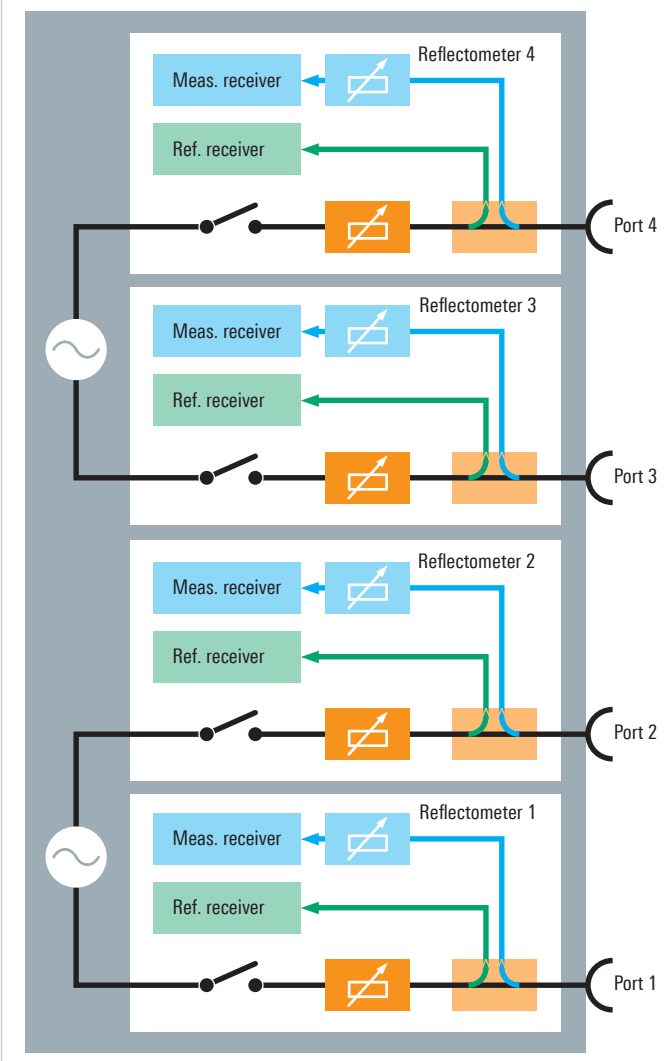 Reflectometer 4
Meas. receiver
Ref. receiver
Port 4
Reflectometer 3
Meas. receiver
Ref. receiver
Port 3
Reflectometer 2
Meas. receiver
Ref. receiver
Port 2
Reflectometer 1
Meas. receiver
Ref. receiver
Port 1